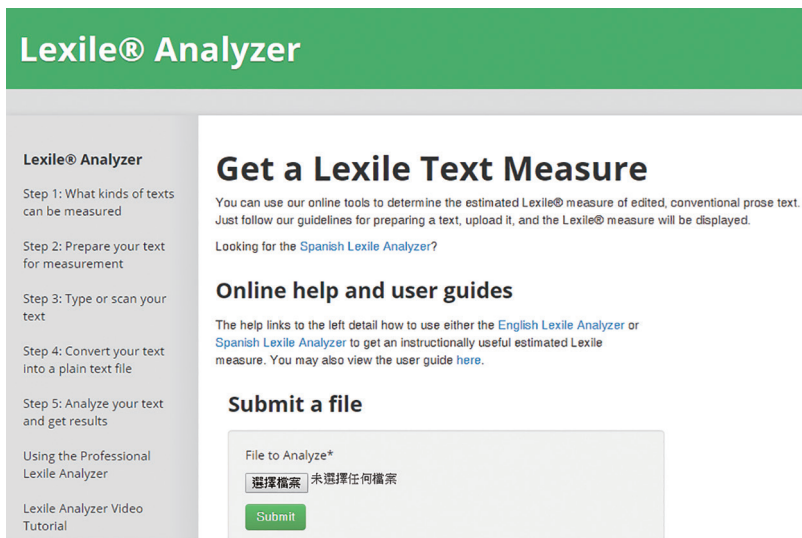 Lexile® Analyzer
Lexile® Analyzer
Step 1: What kinds of texts
can be measured
Step 2: Prepare your text
for measurement
Step 3: Type or scan your
text
Step 4: Convert your text
into a plain text file
Step 5: Analyze your text
and get results
Using the Professional
Lexile Analyzer
Lexile Analyzer Video
Tutorial
Get a Lexile Text Measure
You can use our online tools to determine the estimated Lexile® measure of edited, conventional prose text.
Just follow our guidelines for preparing a text, upload it, and the Lexile® measure will be displayed.
Looking for the Spanish Lexile Analyzer?
Online help and user guides
The help links to the left detail how to use either the English Lexile Analyzer or
Spanish Lexile Analyzer to get an instructionally useful estimated Lexile
measure. You may also view the user guide here.
Submit a file
File to Analyze*
選擇檔案 未選擇任何檔案
Submit